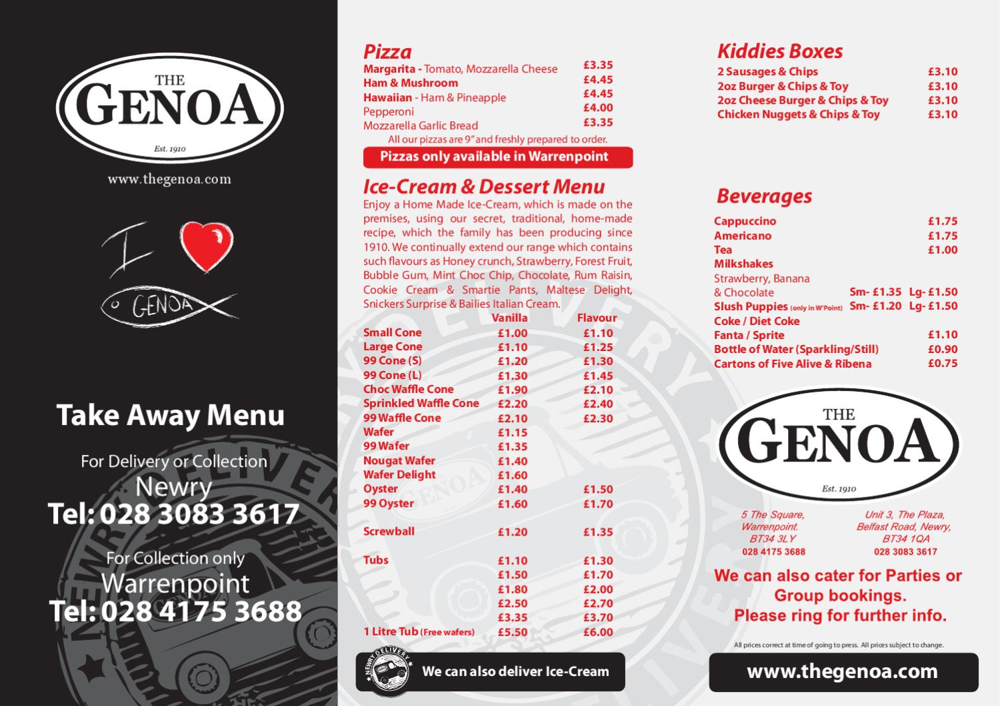 THE
GENOA
Est. 1910
www.thegenoa.com
I
GENOA
Take Away Menu
For Delivery or Collection
Newry
Tel: 028 3083 3617
For Collection only
Warrenpoint
Tel: 028 4175 3688
NEWRY DELIVERY
GENOA
Pizza
Margarita - Tomato, Mozzarella Cheese £3.35
Ham & Mushroom £4.45
Hawaiian - Ham & Pineapple £4.45
Pepperoni £4.00
Mozzarella Garlic Bread £3.35
All our pizzas are 9" and freshly prepared to order.
Pizzas only available in Warrenpoint
Ice-Cream & Dessert Menu
Enjoy a Home Made Ice-Cream, which is made on the
premises, using our secret, traditional, home-made
recipe, which the family has been producing since
1910. We continually extend our range which contains
such flavours as Honey crunch, Strawberry, Forest Fruit,
Bubble Gum, Mint Choc Chip, Chocolate, Rum Raisin,
Cookie Cream & Smartie Pants, Maltese Delight,
Snickers Surprise & Bailies Italian Cream.
Vanilla Flavour
Small Cone £1.00 £1.10
Large Cone £1.10 £1.25
99 Cone (S) £1.20 £1.30
99 Cone (L) £1.30 £1.45
Choc Waffle Cone £1.90 £2.10
Sprinkled Waffle Cone £2.20 £2.40
99 Waffle Cone £2.10 £2.30
Wafer £1.15
99 Wafer £1.35
Nougat Wafer £1.40
Wafer Delight £1.60
Oyster £1.40 £1.50
99 Oyster £1.60 £1.70
Screwball £1.20 £1.35
Tubs £1.10 £1.30
£1.50 £1.70
£1.80 £2.00
£2.50 £2.70
£3.35 £3.70
1 Litre Tub (Free wafers) £5.50 £6.00
NEWRY DELIVERY
We can also deliver Ice-Cream
RY DELIVERY
DELIVERY
GENOA
Kiddies Boxes
2 Sausages & Chips £3.10
2oz Burger & Chips & Toy £3.10
2oz Cheese Burger & Chips & Toy £3.10
Chicken Nuggets & Chips & Toy £3.10
Beverages
Cappuccino £1.75
Americano £1.75
Tea £1.00
Milkshakes
Strawberry, Banana
& Chocolate Sm- £1.35 Lg- £1.50
Slush Puppies (only in W'Point) Sm- £1.20 Lg- £1.50
Coke / Diet Coke
Fanta / Sprite £1.10
Bottle of Water (Sparkling/Still) £0.90
Cartons of Five Alive & Ribena £0.75
THE
GENOA
Est. 1910
5 The Square,
Warrenpoint.
BT34 3LY
028 4175 3688
Unit 3, The Plaza,
Belfast Road, Newry,
BT34 1QA
028 3083 3617
We can also cater for Parties or
Group bookings.
Please ring for further info.
All prices correct at time of going to press. All prices subject to change.
www.thegenoa.com